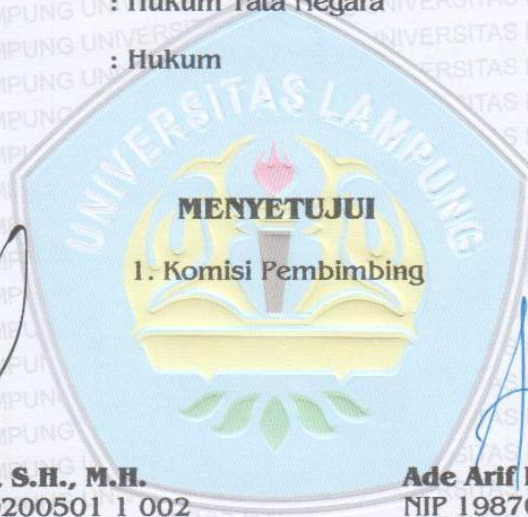 : Hukum Tata Negara
: Hukum
UNIVERSITAS LAMPUNG
MENYETUJUI
1. Komisi Pembimbing
S.H., M.H.
Ade Arif
200501 1 002
NIP 1987